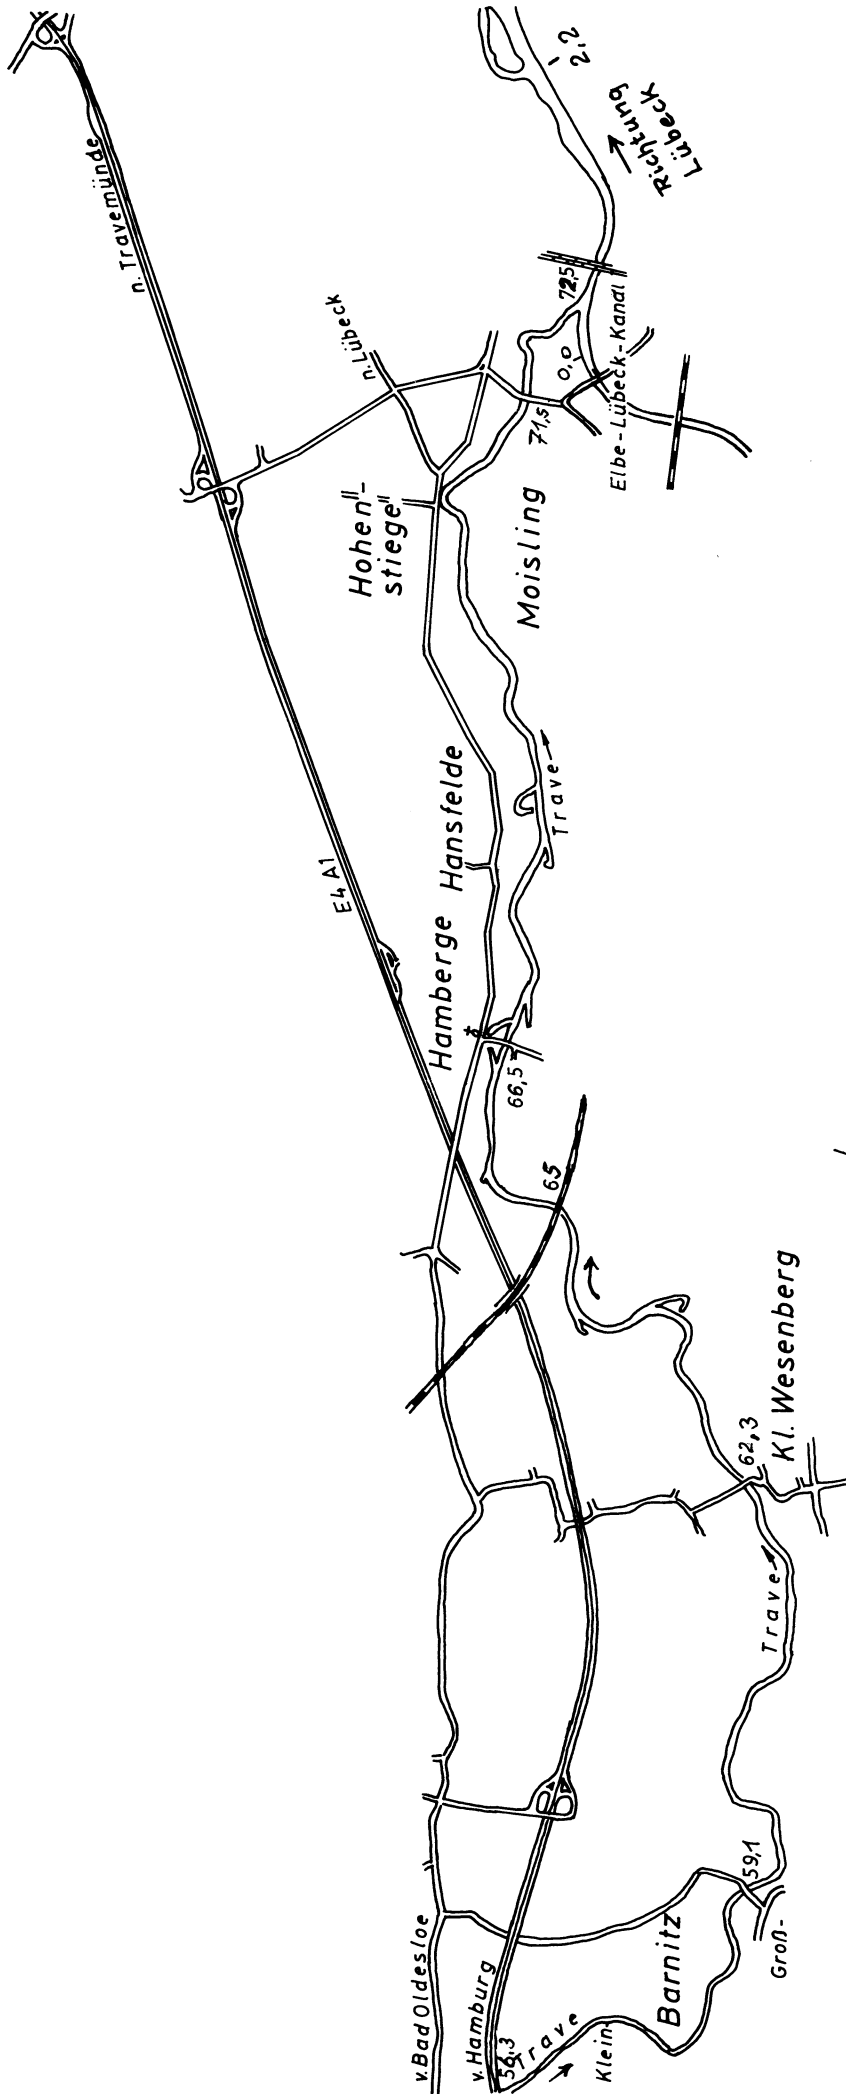 n. Travemünde
2,2
Richtung
Lübeck
n. Lübeck
72,5
0,0
71,5
Elbe-Lübeck-Kanal
Hohen-
stiege
Moisling
Hansfelde
Trave
E4 A1
Hamberge
66,5
65
Kl. Wesenberg
62,3
Trave
59,1
Groß-
Barnitz
Klein-
v. Bad Oldesloe
v. Hamburg
56,3
Trave